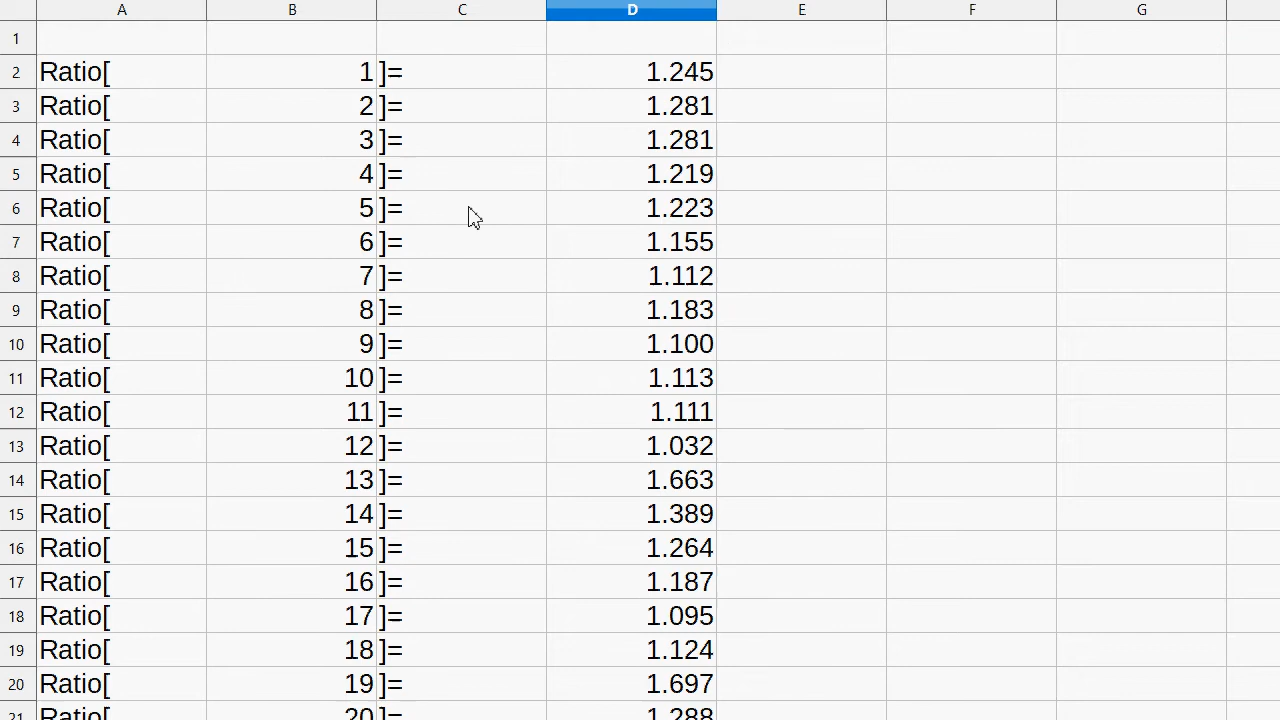 A B C D E F G
1
2 Ratio[ 1 ]= 1.245
3 Ratio[ 2 ]= 1.281
4 Ratio[ 3 ]= 1.281
5 Ratio[ 4 ]= 1.219
6 Ratio[ 5 ]= 1.223
7 Ratio[ 6 ]= 1.155
8 Ratio[ 7 ]= 1.112
9 Ratio[ 8 ]= 1.183
10 Ratio[ 9 ]= 1.100
11 Ratio[ 10 ]= 1.113
12 Ratio[ 11 ]= 1.111
13 Ratio[ 12 ]= 1.032
14 Ratio[ 13 ]= 1.663
15 Ratio[ 14 ]= 1.389
16 Ratio[ 15 ]= 1.264
17 Ratio[ 16 ]= 1.187
18 Ratio[ 17 ]= 1.095
19 Ratio[ 18 ]= 1.124
20 Ratio[ 19 ]= 1.697
21 Ratio[ 20 ]= 1.288